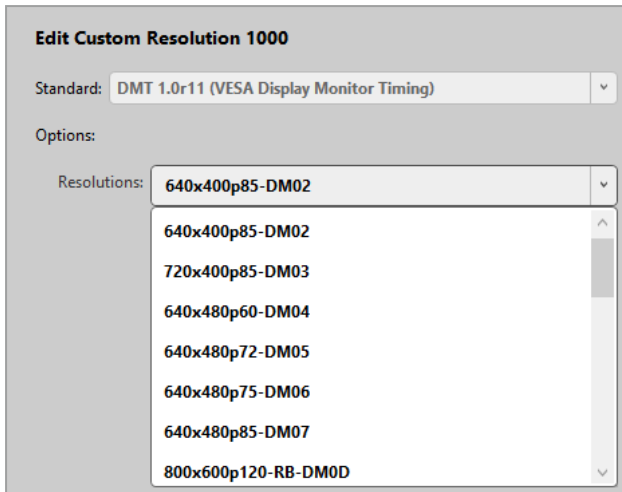 Edit Custom Resolution 1000
Standard: DMT 1.0r11 (VESA Display Monitor Timing)
Options:
Resolutions: 640x400p85-DM02
640x400p85-DM02
720x400p85-DM03
640x480p60-DM04
640x480p72-DM05
640x480p75-DM06
640x480p85-DM07
800x600p120-RB-DM0D